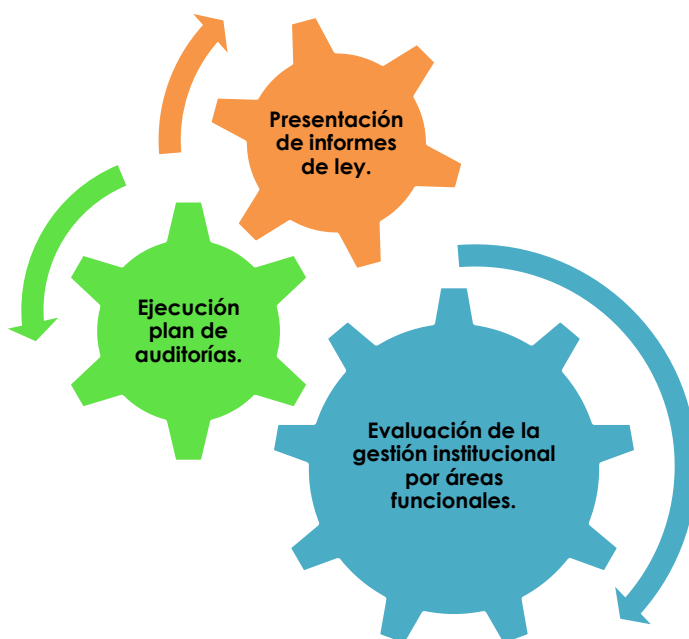 Presentación
de informes
de ley.
Ejecución
plan de
auditorías.
Evaluación de la
gestión institucional
por áreas
funcionales.